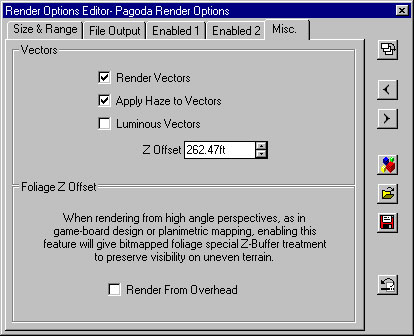 Render Options Editor- Pagoda Render Options
Size & Range File Output Enabled 1 Enabled 2 Misc.
Vectors
Render Vectors
Apply Haze to Vectors
Luminous Vectors
Z Offset 262.47ft
Foliage Z Offset
When rendering from high angle perspectives, as in
game-board design or planimetric mapping, enabling this
feature will give bitmapped foliage special Z-Buffer treatment
to preserve visibility on uneven terrain.
Render From Overhead